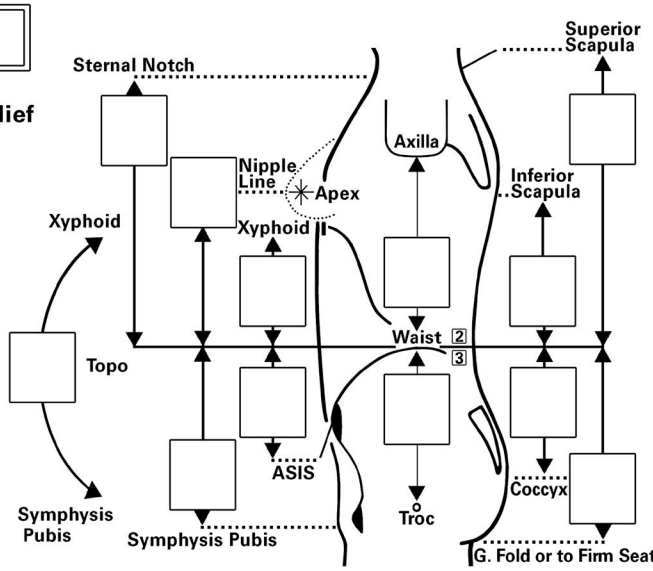 Superior
Scapula
Sternal Notch
lief
Axilla
Nipple
Line
Apex
Inferior
Scapula
Xyphoid
Xyphoid
Waist 2
3
Topo
ASIS
Coccyx
Troc
Symphysis
Pubis
Symphysis Pubis
G. Fold or to Firm Seat